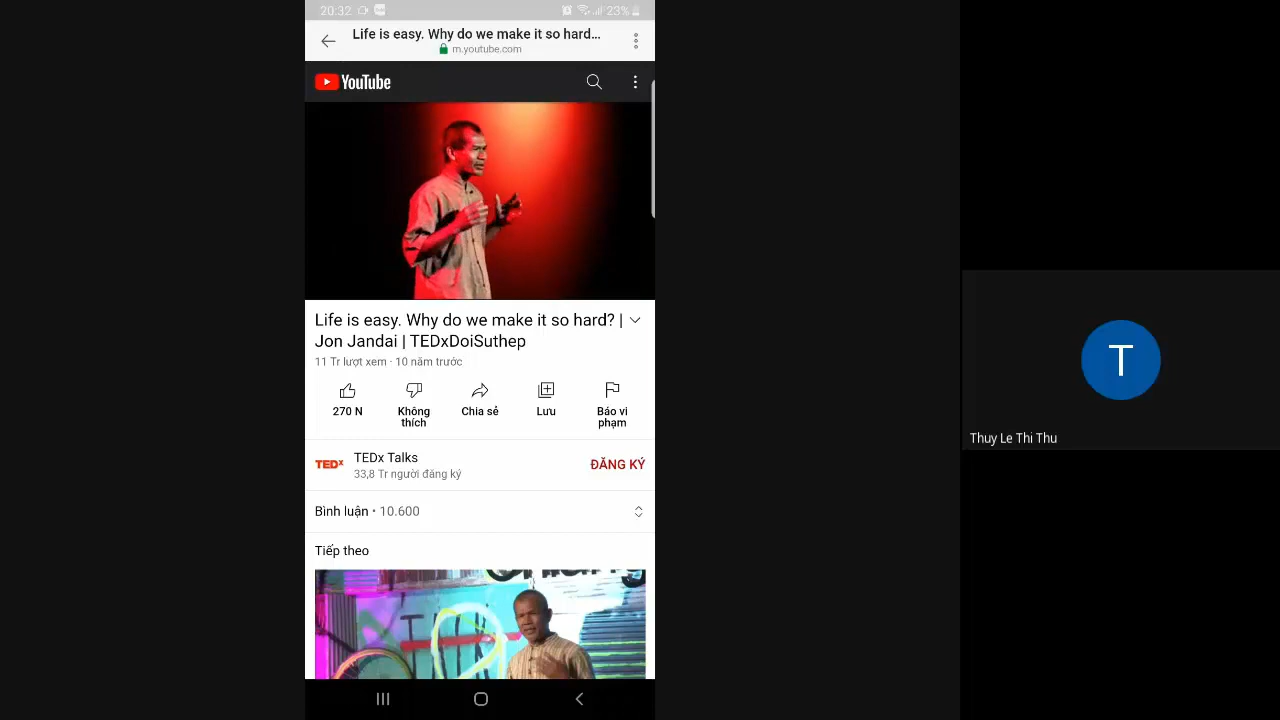 20:32
23%
Life is easy. Why do we make it so hard...
m.youtube.com
YouTube
Life is easy. Why do we make it so hard? |
Jon Jandai | TEDxDoiSuthep
11 Tr lượt xem · 10 năm trước
270 N
Không
thích
Chia sẻ
Lưu
Báo vi
phạm
TEDx
TEDx Talks
33,8 Tr người đăng ký
ĐĂNG KÝ
Bình luận • 10.600
Tiếp theo
T
Thuy Le Thi Thu